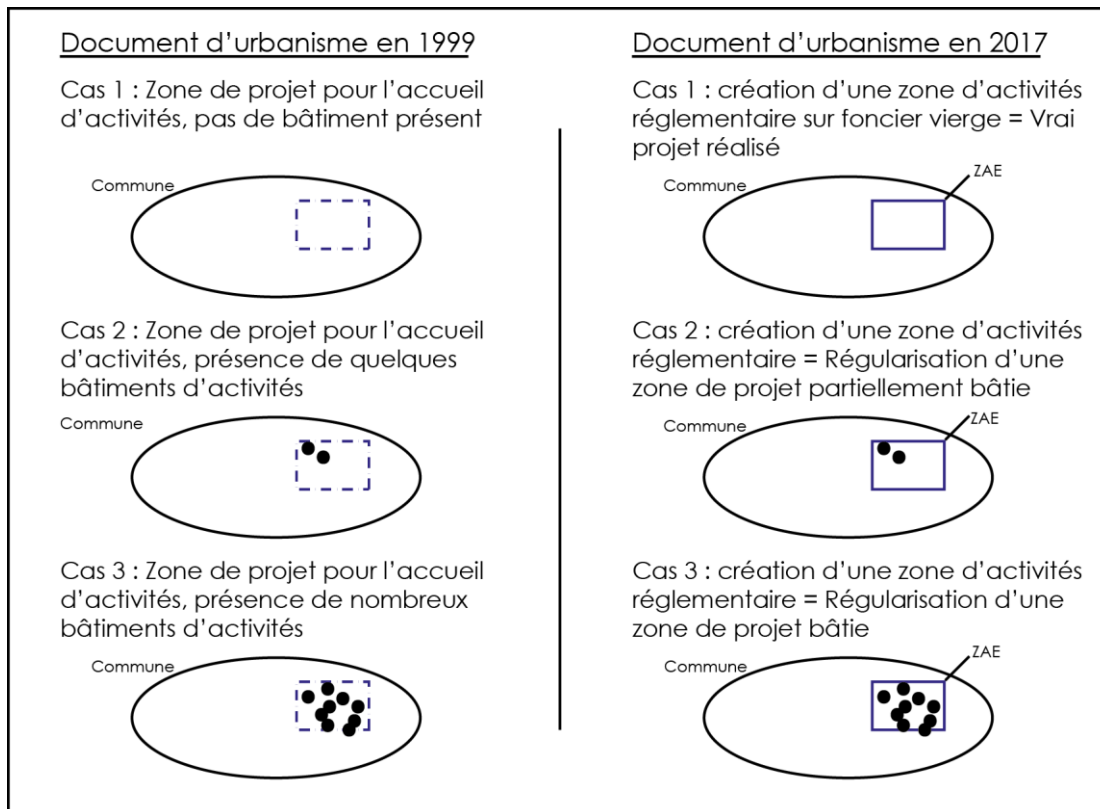 Document d'urbanisme en 1999
Cas 1 : Zone de projet pour l'accueil
d'activités, pas de bâtiment présent
Commune
Cas 2 : Zone de projet pour l'accueil
d'activités, présence de quelques
bâtiments d'activités
Commune
Cas 3 : Zone de projet pour l'accueil
d'activités, présence de nombreux
bâtiments d'activités
Commune
Document d'urbanisme en 2017
Cas 1 : création d'une zone d'activités
réglementaire sur foncier vierge = Vrai
projet réalisé
ZAE
Commune
Cas 2 : création d'une zone d'activités
réglementaire = Régularisation d'une
zone de projet partiellement bâtie
ZAE
Commune
Cas 3 : création d'une zone d'activités
réglementaire = Régularisation d'une
zone de projet bâtie
ZAE
Commune